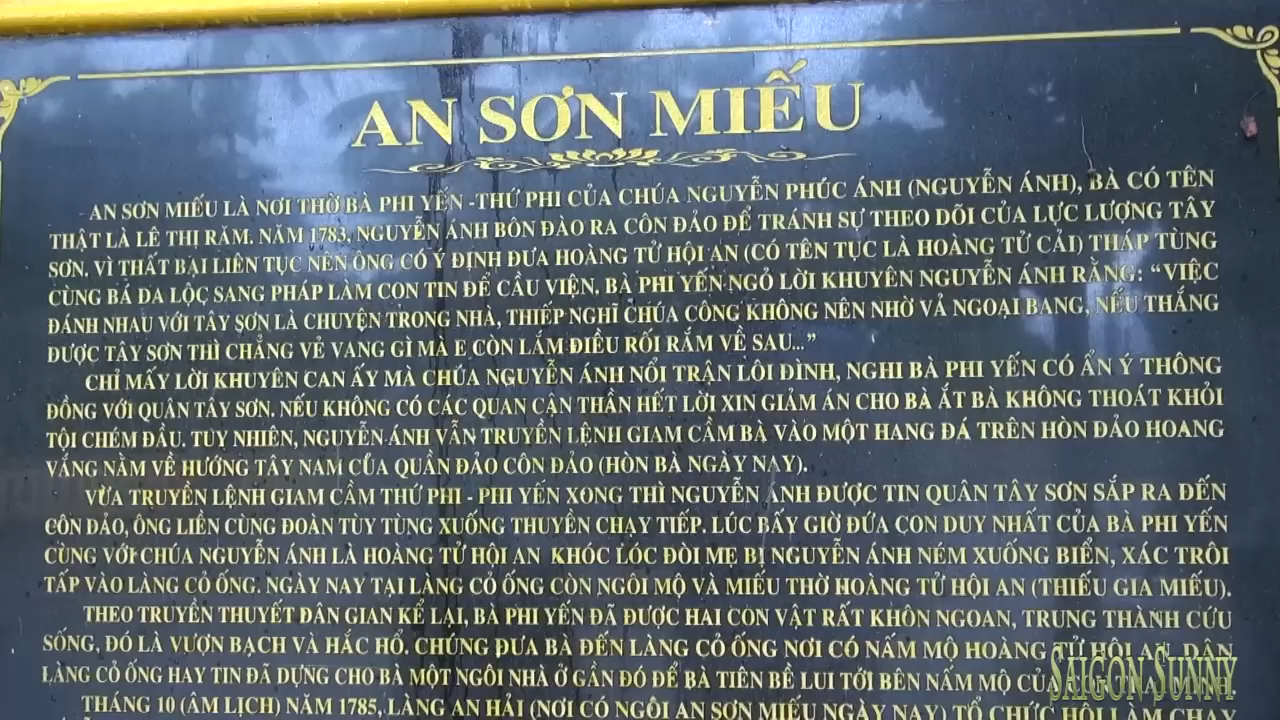 AN SƠN MIẾU
- AN SƠN MIẾU LÀ NƠI THỜ BÀ PHI YẾN -THỨ PHI CỦA CHÚA NGUYỄN PHÚC ÁNH (NGUYỄN ÁNH), BÀ CÓ TÊN
THẬT LÀ LÊ THỊ RĂM. NĂM 1783, NGUYỄN ÁNH BÔN ĐÀO RA CÔN ĐẢO ĐỂ TRÁNH SỰ THEO DÕI CỦA LỰC LƯỢNG TÂY
SƠN. VÌ THẤT BẠI LIÊN TỤC NÊN ÔNG CÓ Ý ĐỊNH ĐƯA HOÀNG TỬ HỘI AN (CÓ TÊN TỤC LÀ HOÀNG TỬ CẢI) THÁP TÙNG
CÙNG BÁ DA LỘC SANG PHÁP LÀM CON TIN ĐỂ CẦU VIỆN. BÀ PHI YẾN NGỎ LỜI KHUYÊN NGUYỄN ÁNH RẰNG: “VIỆC
ĐÁNH NHAU VỚI TÂY SƠN LÀ CHUYỆN TRONG NHÀ, THIẾP NGHĨ CHÚA CÔNG KHÔNG NÊN NHỜ VẢ NGOẠI BANG, NẾU THẮNG
ĐƯỢC TÂY SƠN THÌ CHẲNG VẺ VANG GÌ MÀ E CÒN LẮM ĐIỀU RỐI RẮM VỀ SAU...”
CHỈ MẤY LỜI KHUYÊN CAN ẤY MÀ CHÚA NGUYỄN ÁNH NỔI TRẬN LÔI ĐÌNH, NGHI BÀ PHI YẾN CÓ ẨN Ý THÔNG
ĐỒNG VỚI QUÂN TÂY SƠN. NẾU KHÔNG CÓ CÁC QUAN CẬN THẦN HẾT LỜI XIN GIẢM ÁN CHO BÀ ẮT BÀ KHÔNG THOÁT KHỎI
TỘI CHÉM ĐẦU. TUY NHIÊN, NGUYỄN ÁNH VẪN TRUYỀN LỆNH GIAM CẦM BÀ VÀO MỘT HANG ĐÁ TRÊN HÒN ĐẢO HOANG
VẮNG NẰM VỀ HƯỚNG TÂY NAM CỦA QUẦN ĐẢO CÔN ĐẢO (HÒN BÀ NGÀY NAY).
VỪA TRUYỀN LỆNH GIAM CẦM THỨ PHI - PHI YẾN XONG THÌ NGUYỄN ÁNH ĐƯỢC TIN QUÂN TÂY SƠN SẮP RA ĐẾN
CÔN ĐẢO, ÔNG LIỀN CÙNG ĐOÀN TÙY TÙNG XUỐNG THUYỀN CHẠY TIẾP. LÚC BẤY GIỜ ĐỨA CON DUY NHẤT CỦA BÀ PHI YẾN
CÙNG VỚI CHÚA NGUYỄN ÁNH LÀ HOÀNG TỬ HỘI AN KHÓC LÓC ĐÒI MẸ BỊ NGUYỄN ÁNH NÉM XUỐNG BIỂN, XÁC TRÔI
TẤP VÀO LÀNG CỎ ỐNG. NGÀY NAY TẠI LÀNG CỎ ỐNG CÒN NGÔI MỘ VÀ MIẾU THỜ HOÀNG TỬ HỘI AN (THIẾU GIA MIẾU).
THEO TRUYỀN THUYẾT DÂN GIAN KỂ LẠI, BÀ PHI YẾN ĐÃ ĐƯỢC HAI CON VẬT RẤT KHÔN NGOAN, TRUNG THÀNH CỨU
SỐNG, ĐÓ LÀ VƯỢN BẠCH VÀ HẮC HỔ. CHÚNG ĐƯA BÀ ĐẾN LÀNG CỎ ỐNG NƠI CÓ NẤM MỘ HOÀNG TỬ HỘI AN. DÂN
LÀNG CỎ ỐNG HAY TIN ĐÃ DỰNG CHO BÀ MỘT NGÔI NHÀ Ở GẦN ĐÓ ĐỂ BÀ TIỆN BỀ LUI TỚI BÊN NẤM MỘ CỦA
THÁNG 10 (ÂM LỊCH) NĂM 1785, LÀNG AN HẢI (NƠI CÓ NGÔI AN SƠN MIẾU NGÀY NAY) TỔ CHỨC HỘI LÀM CHAY
SAIGON SUNNY